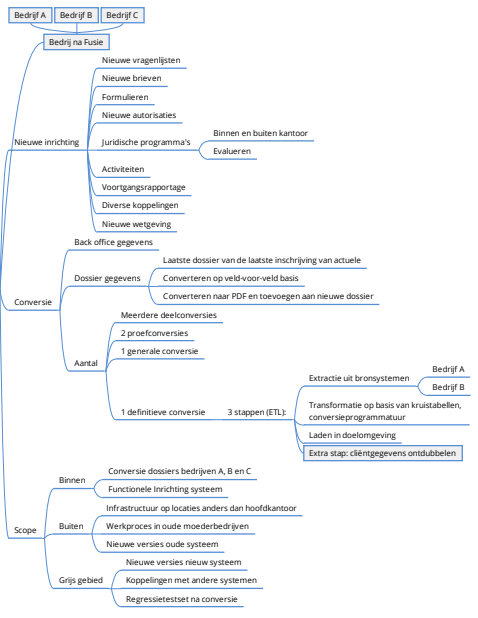 Bedrijf A
Bedrijf B
Bedrijf C
Bedrij na Fusie
Nieuwe inrichting
Nieuwe vragenlijsten
Nieuwe brieven
Formulieren
Nieuwe autorisaties
Juridische programma's
Binnen en buiten kantoor
Evalueren
Activiteiten
Voortgangsrapportage
Diverse koppelingen
Nieuwe wetgeving
Conversie
Back office gegevens
Dossier gegevens
Laatste dossier van de laatste inschrijving van actuele
Converteren op veld-voor-veld basis
Converteren naar PDF en toevoegen aan nieuwe dossier
Aantal
Meerdere deelconversies
2 proefconversies
1 generale conversie
1 definitieve conversie
3 stappen (ETL):
Extractie uit bronsystemen
Bedrijf A
Bedrijf B
Transformatie op basis van kruistabellen,
conversieprogrammatuur
Laden in doelomgeving
Extra stap: cliëntgegevens ontdubbelen
Scope
Binnen
Conversie dossiers bedrijven A, B en C
Functionele Inrichting systeem
Buiten
Infrastructuur op locaties anders dan hoofdkantoor
Werkproces in oude moederbedrijven
Nieuwe versies oude systeem
Grijs gebied
Nieuwe versies nieuw systeem
Koppelingen met andere systemen
Regressietestset na conversie